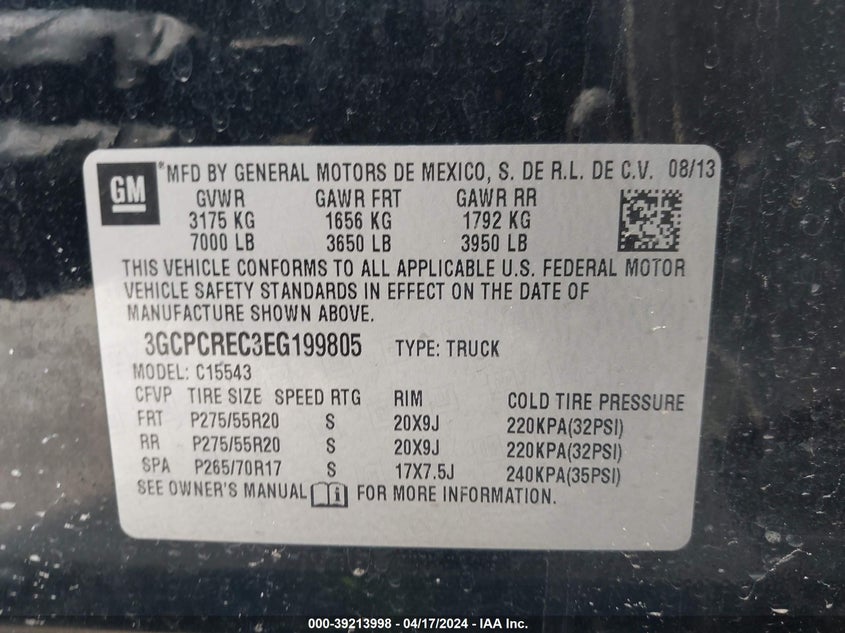 GM
*MFD BY GENERAL MOTORS DE MEXICO, S. DE R.L. DE C.V. 08/13
GVWR GAWR FRT GAWR RR
3175 KG 1656 KG 1792 KG
7000 LB 3650 LB 3950 LB
THIS VEHICLE CONFORMS TO ALL APPLICABLE U.S. FEDERAL MOTOR
VEHICLE SAFETY STANDARDS IN EFFECT ON THE DATE OF
MANUFACTURE SHOWN ABOVE.
3GCPCREC3EG199805 TYPE: TRUCK
MODEL: C15543
CFVP TIRE SIZE SPEED RTG RIM COLD TIRE PRESSURE
FRT P275/55R20 S 20X9J 220KPA(32PSI)
RR P275/55R20 S 20X9J 220KPA(32PSI)
SPA P265/70R17 S 17X7.5J 240KPA(35PSI)
SEE OWNER'S MANUAL FOR MORE INFORMATION.
000-39213998 - 04/17/2024 - IAA Inc.